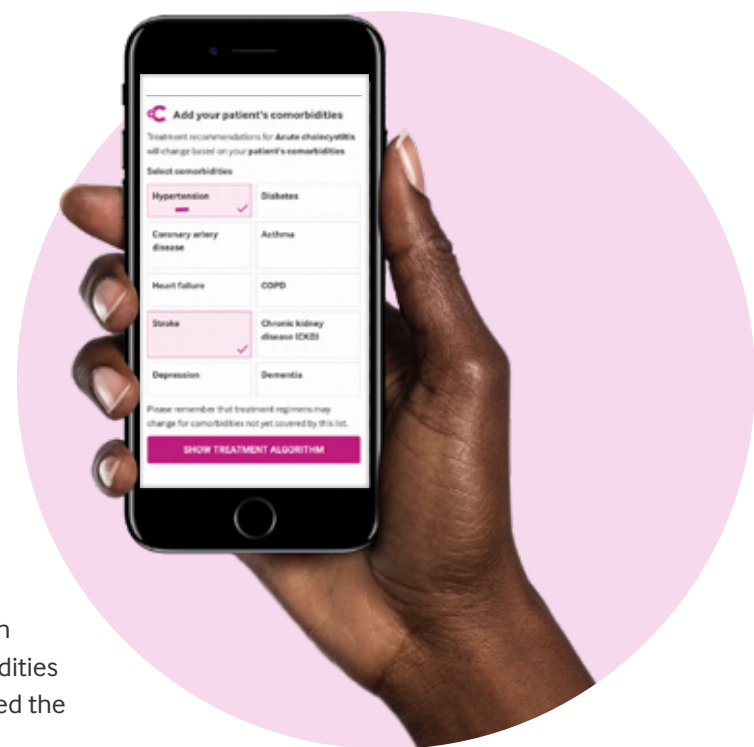 Add your patient's comorbidities
Treatment recommendations for Acute cholecystitis
will change based on your patient's comorbidities
Select comorbidities
Hypertension
Diabetes
Coronary artery
disease
Asthma
Heart failure
COPD
Stroke
Chronic kidney
disease (CKD)
Depression
Dementia
Please remember that treatment regimens may
change for comorbidities not yet covered by this list.
SHOW TREATMENT ALGORITHM
n
dities
ed the